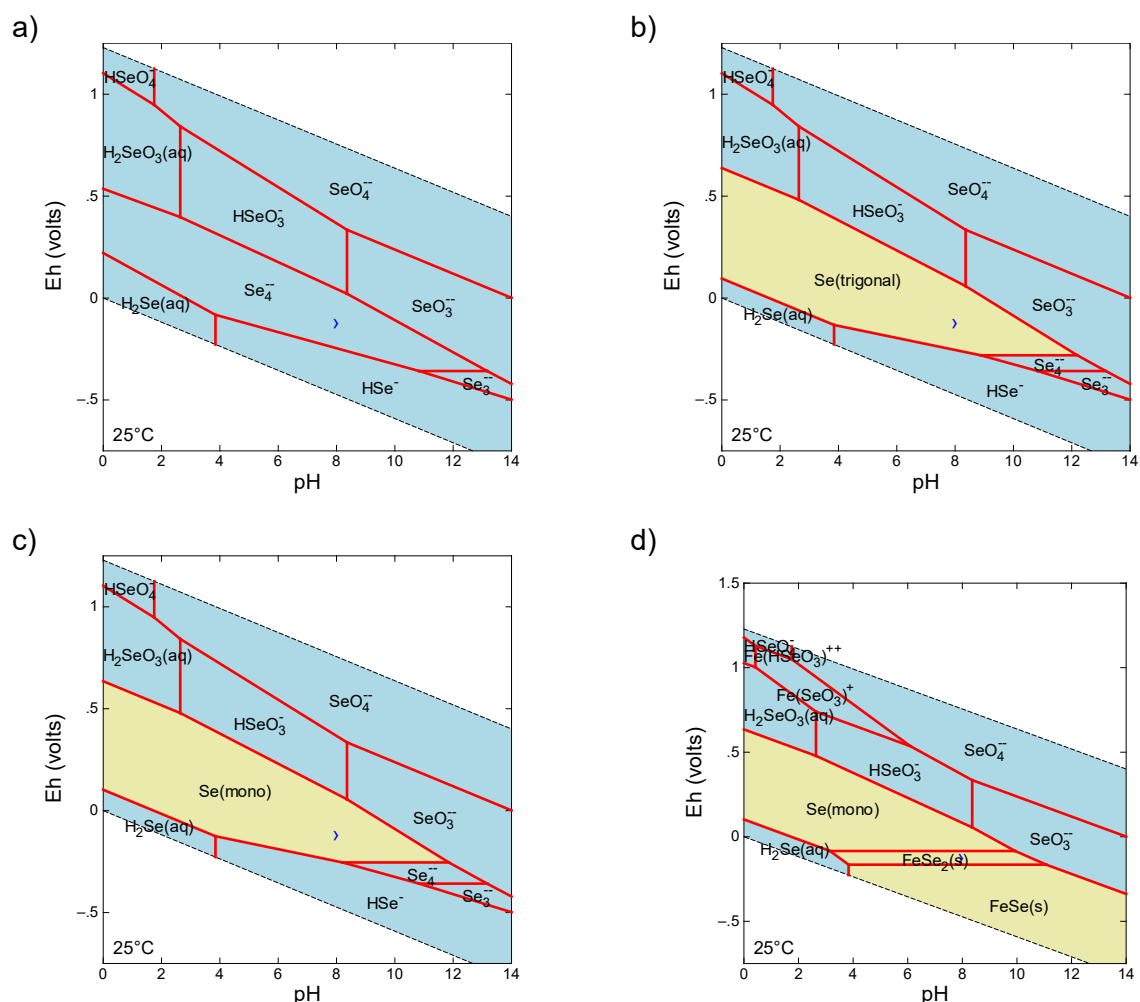 a)
HSeO₄⁻
H₂SeO₃(aq)
SeO₄⁻⁻
HSeO₃⁻
Se₄⁻⁻
H₂Se(aq)
SeO₃⁻⁻
Se₃⁻⁻
HSe⁻
25°C
Eh (volts)
1
.5
0
–.5
0 2 4 6 8 10 12 14
pH
b)
HSeO₄⁻
H₂SeO₃(aq)
SeO₄⁻⁻
HSeO₃⁻
Se(trigonal)
H₂Se(aq)
SeO₃⁻⁻
Se₄⁻⁻
Se₃⁻⁻
HSe⁻
25°C
Eh (volts)
1
.5
0
–.5
0 2 4 6 8 10 12 14
pH
c)
HSeO₄⁻
H₂SeO₃(aq)
SeO₄⁻⁻
HSeO₃⁻
Se(mono)
H₂Se(aq)
SeO₃⁻⁻
Se₄⁻⁻
Se₃⁻⁻
HSe⁻
25°C
Eh (volts)
1
.5
0
–.5
0 2 4 6 8 10 12 14
pH
d)
Fe(HSeO₃)⁺⁺
Fe(SeO₃)⁺
H₂SeO₃(aq)
SeO₄⁻⁻
HSeO₃⁻
Se(mono)
SeO₃⁻⁻
H₂Se(aq)
FeSe₂(s)
FeSe(s)
25°C
Eh (volts)
1.5
1
.5
0
–.5
0 2 4 6 8 10 12 14
pH